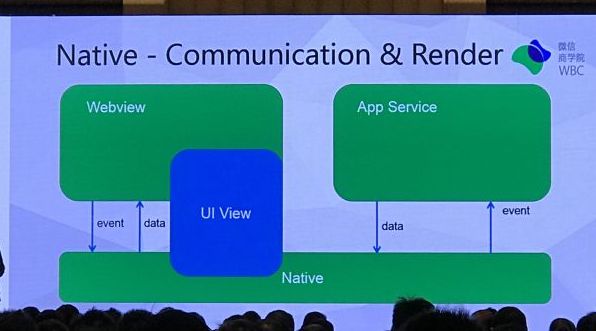 Native - Communication & Render
微信
商学院
WBC
Webview
App Service
UI View
event
data
data
event
Native